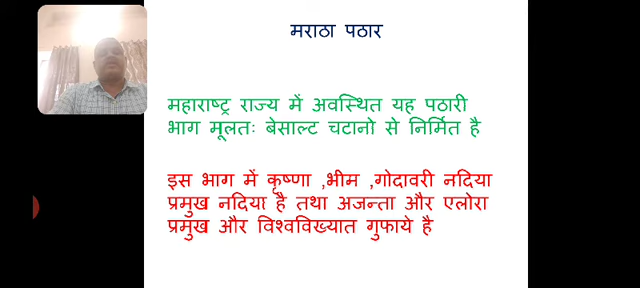 मराठा पठार
महाराष्ट्र राज्य में अवस्थित यह पठारी
भाग मूलतः बेसाल्ट चटानो से निर्मित है
इस भाग में कृष्णा ,भीम ,गोदावरी नदिया
प्रमुख नदिया है तथा अजन्ता और एलोरा
प्रमुख और विश्वविख्यात गुफाये है